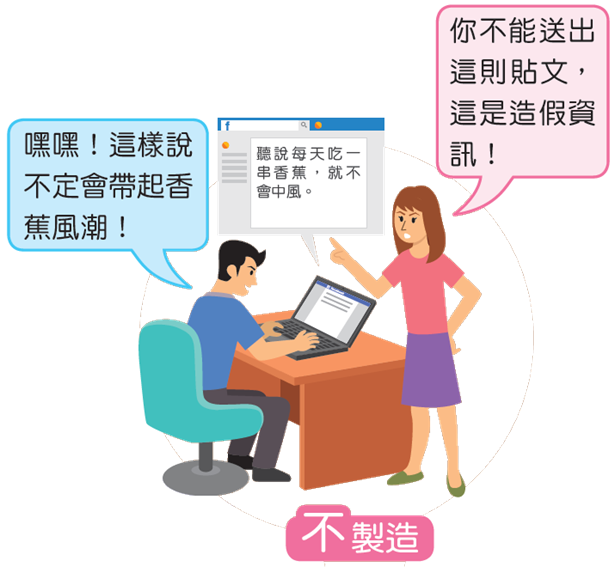 你不能送出
這則貼文，
這是造假資
訊！
嘿嘿！這樣說
不定會帶起香
蕉風潮！
f
聽說每天吃一
串香蕉，就不
會中風。
不製造